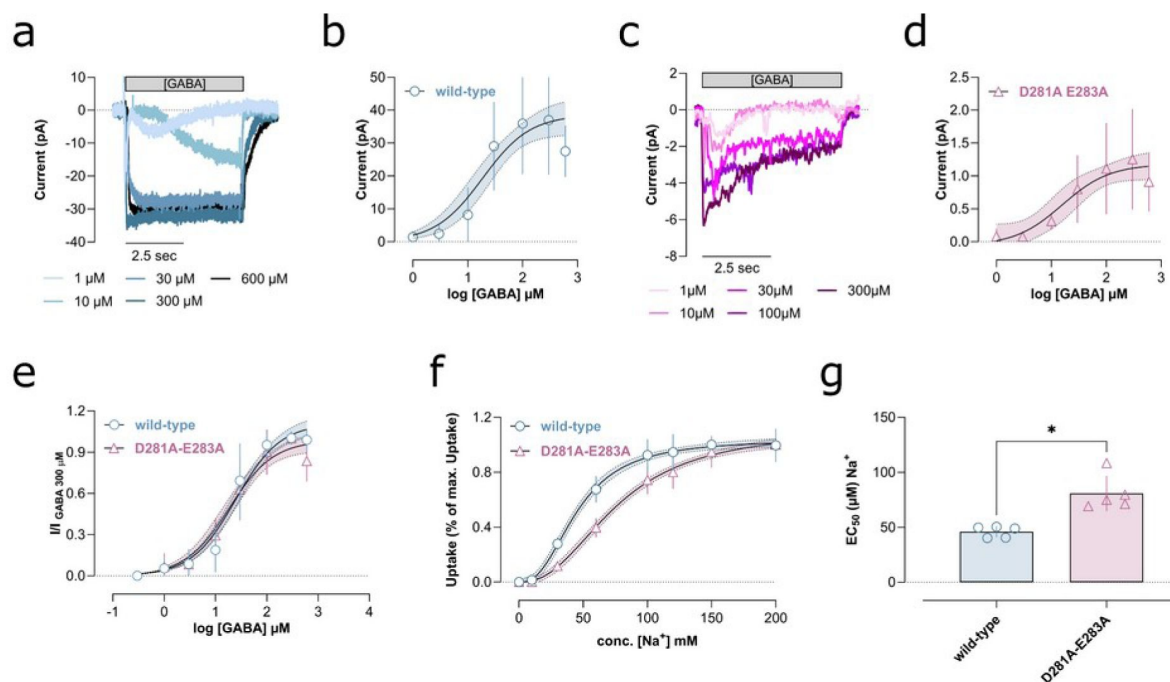 a
10
0
-10
-20
-30
-40
Current (pA)
[GABA]
2.5 sec
1 µM
30 µM
600 µM
10 µM
300 µM
b
50
40
30
20
10
0
Current (pA)
wild-type
0 1 2 3
log [GABA] µM
c
2
0
-2
-4
-6
-8
Current (pA)
[GABA]
2.5 sec
1µM
30µM
300µM
10µM
100µM
d
2.5
2.0
1.5
1.0
0.5
0.0
Current (pA)
D281A E283A
0 1 2 3
log [GABA] µM
e
1.2
0.9
0.6
0.3
0.0
I/I GABA 300 µM
wild-type
D281A-E283A
-1 0 1 2 3 4
log [GABA] µM
f
1.2
0.8
0.4
0.0
Uptake (% of max. Uptake)
wild-type
D281A-E283A
0 50 100 150 200
conc. [Na⁺] mM
g
150
100
50
0
EC₅₀ (µM) Na⁺
*
wild-type
D281A-E283A